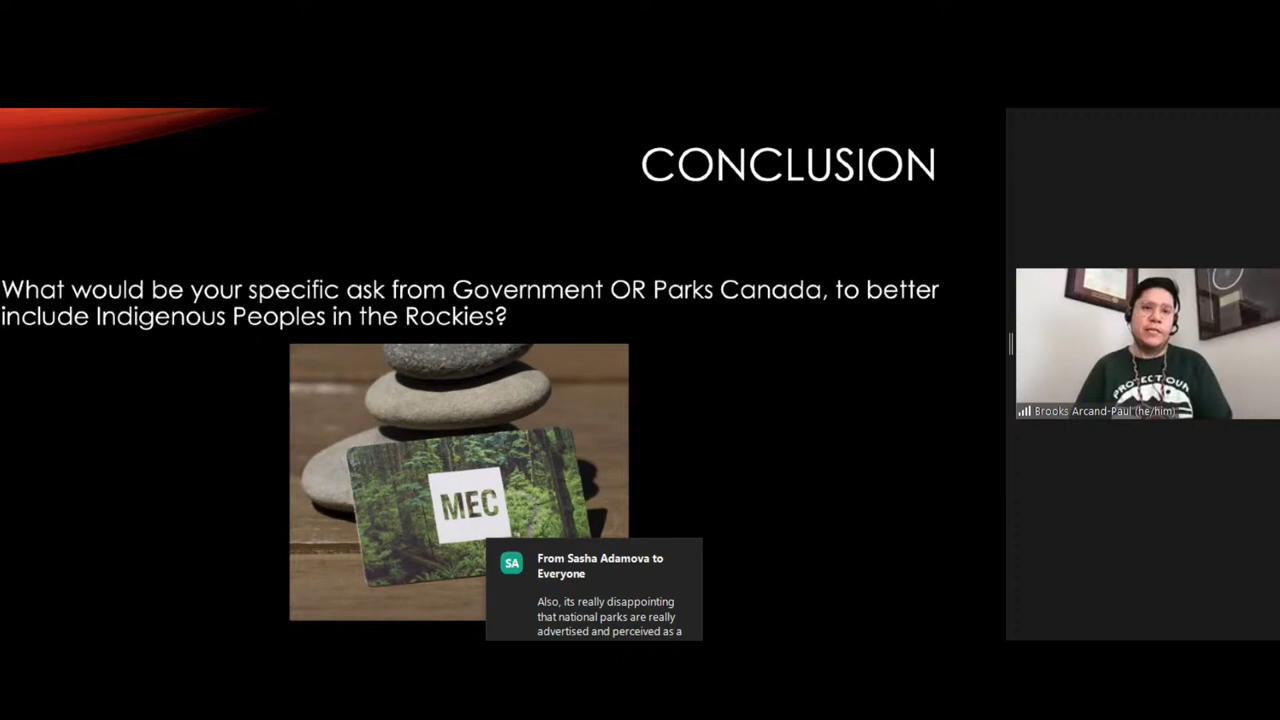 CONCLUSION
What would be your specific ask from Government OR Parks Canada, to better
include Indigenous Peoples in the Rockies?
MEC
SA
From Sasha Adamova to
Everyone
Also, its really disappointing
that national parks are really
advertised and perceived as a
PROTECT OUR
Brooks Arcand-Paul (he/him)